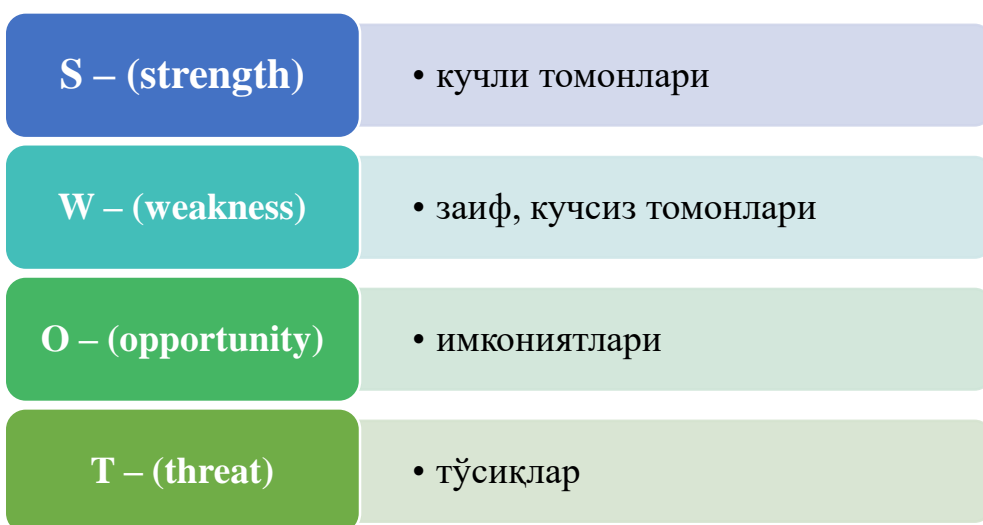 S – (strength)
• кучли томонлари
W – (weakness)
• заиф, кучсиз томонлари
O – (opportunity)
• имкониятлари
T – (threat)
• тўсиқлар